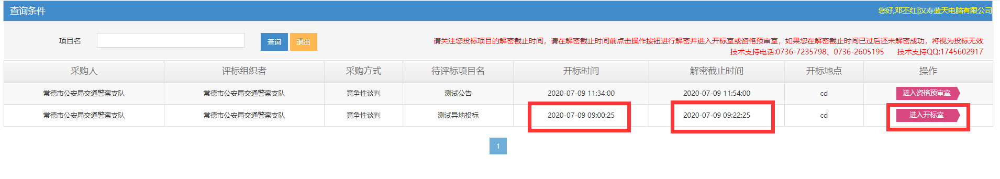 查询条件
您好,邓丕红|汉寿蓝天电脑有限公司
项目名 查询 退出
请关注您投标项目的解密截止时间，请在解密截止时间前点击操作按钮进行解密并进入开标室或资格预审室，如果您在解密截止时间已过后还未解密成功，将视为投标无效
技术支持电话:0736-7235798、0736-2605195 技术支持QQ:1745602917
采购人 评标组织者 采购方式 待评标项目名 开标时间 解密截止时间 开标地点 操作
常德市公安局交通警察支队 常德市公安局交通警察支队 竞争性谈判 测试公告 2020-07-09 11:34:00 2020-07-09 11:54:00 cd 进入资格预审室
常德市公安局交通警察支队 常德市公安局交通警察支队 竞争性谈判 测试异地投标 2020-07-09 09:00:25 2020-07-09 09:22:25 cd 进入开标室
1